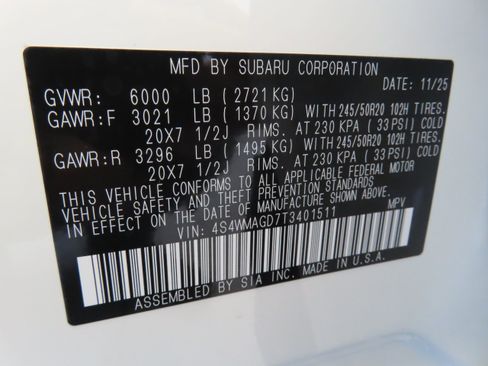 MFD BY SUBARU CORPORATION
DATE: 11/25
GVWR: 6000 LB (2721 KG)
GAWR:F 3021 LB (1370 KG) WITH 245/50R20 102H TIRES.
20X7 1/2J RIMS. AT 230 KPA (33 PSI) COLD
GAWR:R 3296 LB (1495 KG) WITH 245/50R20 102H TIRES.
20X7 1/2J RIMS. AT 230 KPA (33 PSI) COLD
THIS VEHICLE CONFORMS TO ALL APPLICABLE FEDERAL MOTOR
VEHICLE SAFETY AND THEFT PREVENTION STANDARDS
IN EFFECT ON THE DATE OF MANUFACTURE SHOWN ABOVE.
VIN: 4S4WMAGD7T3401511 MPV
ASSEMBLED BY SIA INC. MADE IN U.S.A.